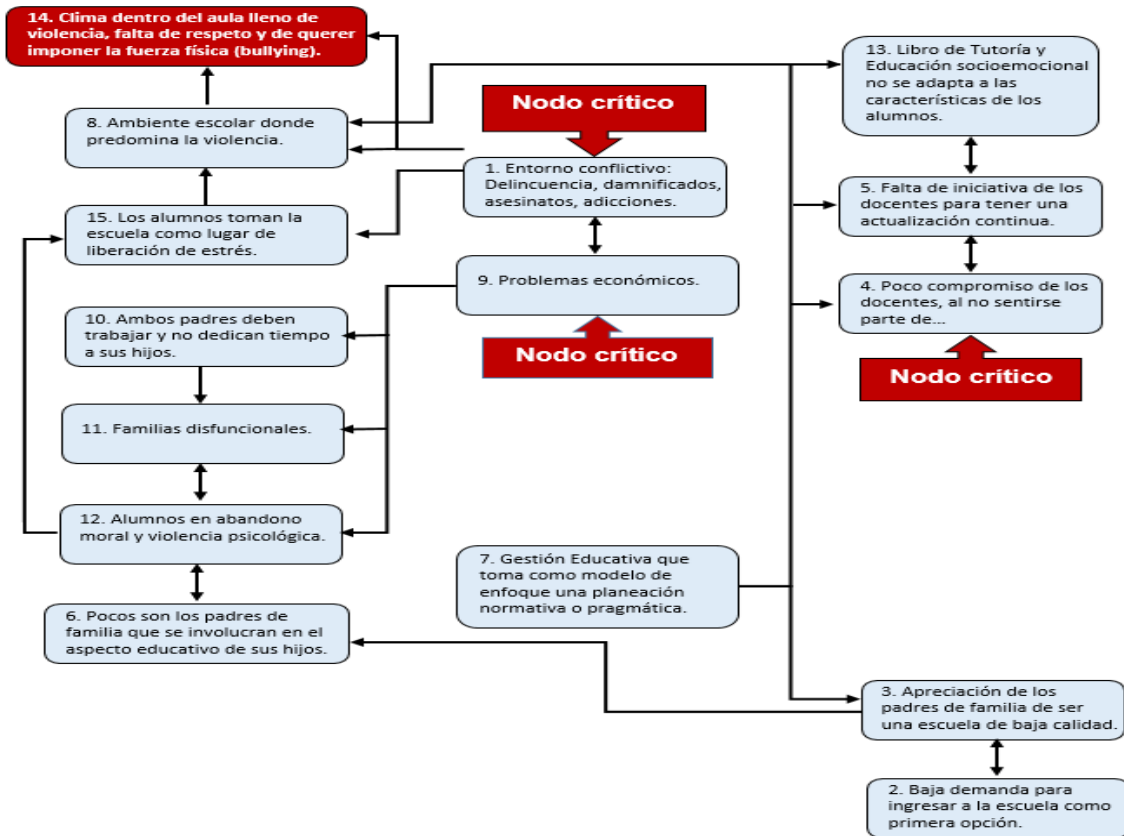 14. Clima dentro del aula lleno de
violencia, falta de respeto y de querer
imponer la fuerza física (bullying).
8. Ambiente escolar donde
predomina la violencia.
15. Los alumnos toman la
escuela como lugar de
liberación de estrés.
10. Ambos padres deben
trabajar y no dedican tiempo
a sus hijos.
11. Familias disfuncionales.
12. Alumnos en abandono
moral y violencia psicológica.
6. Pocos son los padres de
familia que se involucran en el
aspecto educativo de sus hijos.
Nodo crítico
1. Entorno conflictivo:
Delincuencia, damnificados,
asesinatos, adicciones.
9. Problemas económicos.
Nodo crítico
7. Gestión Educativa que
toma como modelo de
enfoque una planeación
normativa o pragmática.
13. Libro de Tutoría y
Educación socioemocional
no se adapta a las
características de los
alumnos.
5. Falta de iniciativa de los
docentes para tener una
actualización continua.
4. Poco compromiso de los
docentes, al no sentirse
parte de...
Nodo crítico
3. Apreciación de los
padres de familia de ser
una escuela de baja calidad.
2. Baja demanda para
ingresar a la escuela como
primera opción.